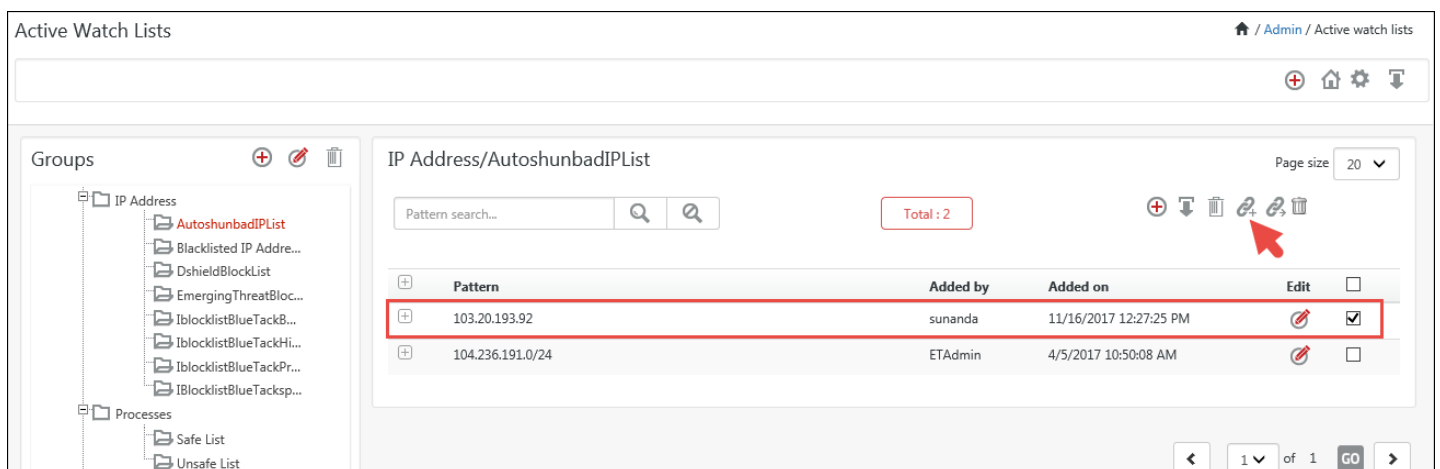 Active Watch Lists
/ Admin / Active watch lists
Groups
IP Address
AutoshunbadIPList
Blacklisted IP Addre...
DshieldBlockList
EmergingThreatBloc...
IblocklistBlueTackB...
IblocklistBlueTackHi...
IblocklistBlueTackPr...
IBlocklistBlueTacksp...
Processes
Safe List
Unsafe List
IP Address/AutoshunbadIPList
Page size 20
Pattern search...
Total : 2
Pattern Added by Added on Edit
103.20.193.92 sunanda 11/16/2017 12:27:25 PM
104.236.191.0/24 ETAdmin 4/5/2017 10:50:08 AM
1 of 1 GO